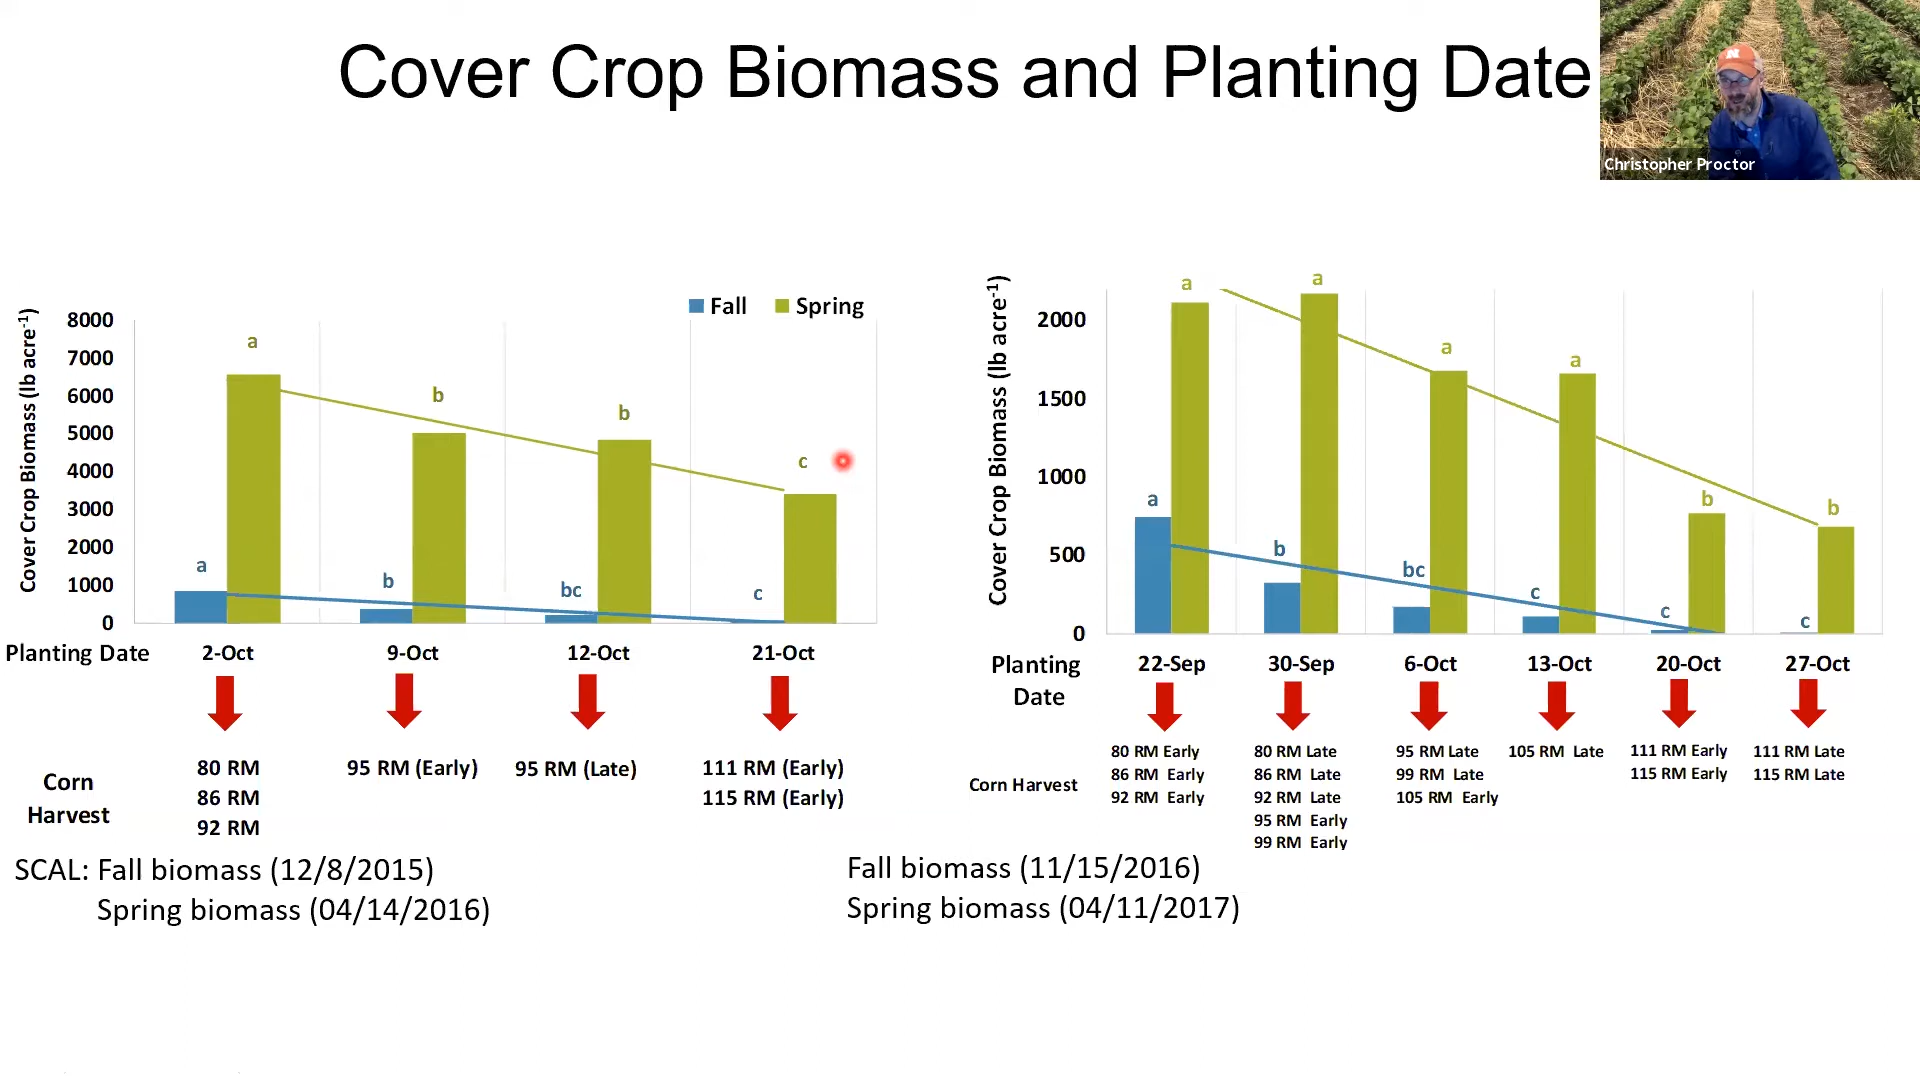 Cover Crop Biomass and Planting Date
N
Christopher Proctor
Cover Crop Biomass (lb acre-1)
Fall Spring
8000
7000
6000
5000
4000
3000
2000
1000
0
a
b
b
c
a
b
bc
c
Planting Date 2-Oct 9-Oct 12-Oct 21-Oct
Corn Harvest
80 RM
86 RM
92 RM
95 RM (Early)
95 RM (Late)
111 RM (Early)
115 RM (Early)
SCAL: Fall biomass (12/8/2015)
Spring biomass (04/14/2016)
Cover Crop Biomass (lb acre-1)
2000
1500
1000
500
0
a
a
a
a
b
b
a
b
bc
c
c
c
Planting Date
22-Sep 30-Sep 6-Oct 13-Oct 20-Oct 27-Oct
Corn Harvest
80 RM Early
86 RM Early
92 RM Early
80 RM Late
86 RM Late
92 RM Late
95 RM Early
99 RM Early
95 RM Late
99 RM Late
105 RM Early
105 RM Late
111 RM Early
115 RM Early
111 RM Late
115 RM Late
Fall biomass (11/15/2016)
Spring biomass (04/11/2017)